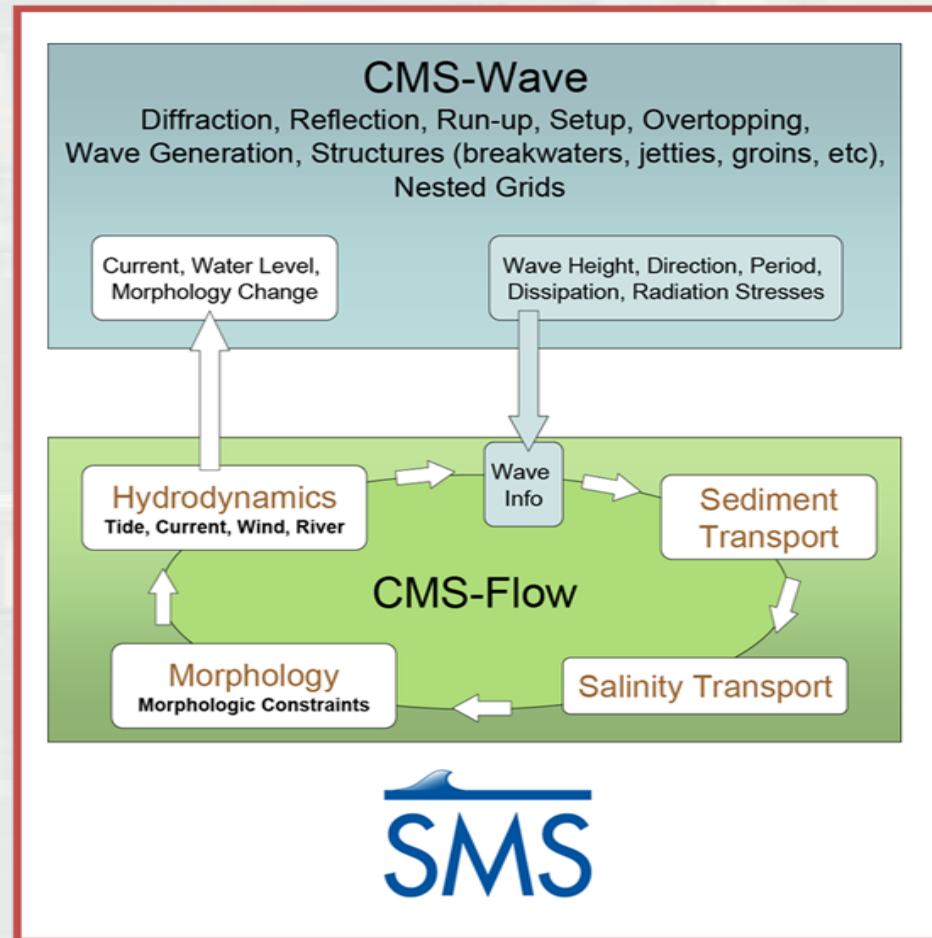 CMS-Wave
Diffraction, Reflection, Run-up, Setup, Overtopping,
Wave Generation, Structures (breakwaters, jetties, groins, etc),
Nested Grids
Current, Water Level,
Morphology Change
Wave Height, Direction, Period,
Dissipation, Radiation Stresses
Wave
Info
Hydrodynamics
Tide, Current, Wind, River
Sediment
Transport
CMS-Flow
Morphology
Morphologic Constraints
Salinity Transport
SMS